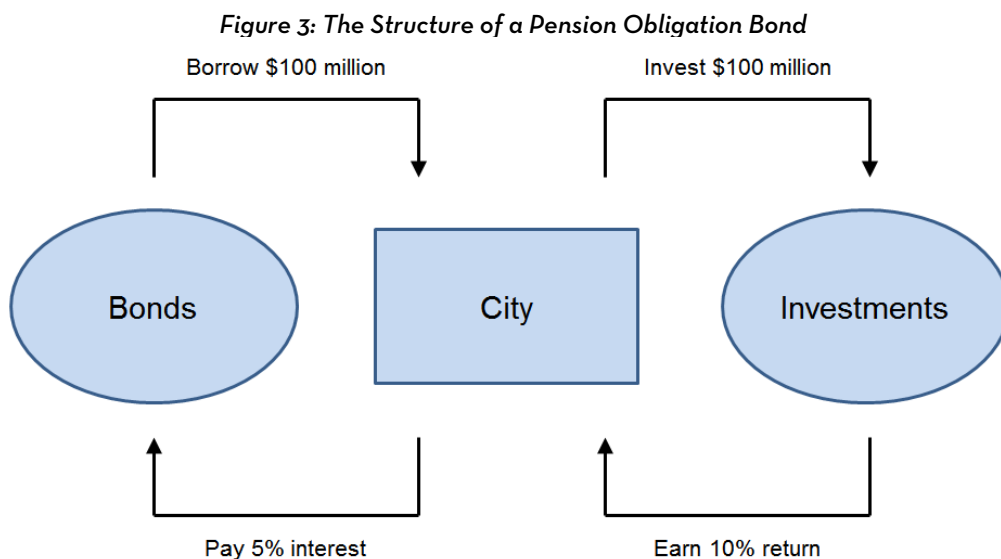 Figure 3: The Structure of a Pension Obligation Bond
Borrow $100 million
Invest $100 million
Bonds
City
Investments
Pay 5% interest
Earn 10% return